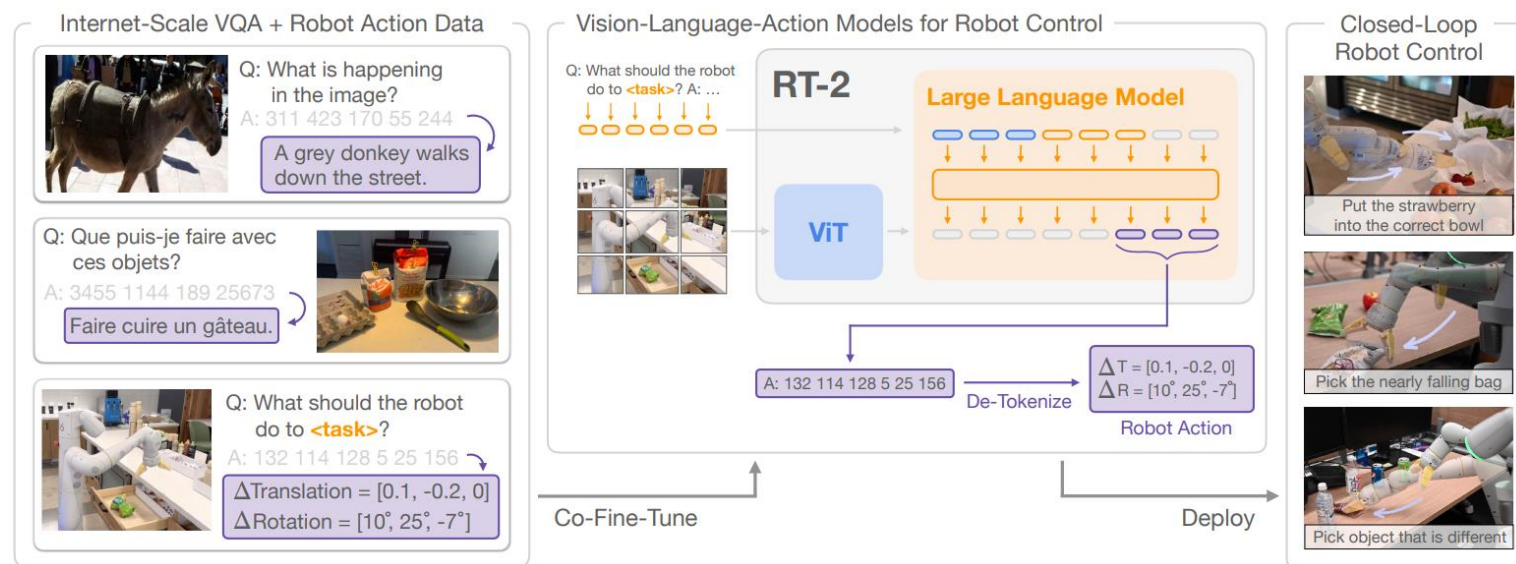 Internet-Scale VQA + Robot Action Data
Q: What is happening
in the image?
A: 311 423 170 55 244
A grey donkey walks
down the street.
Q: Que puis-je faire avec
ces objets?
A: 3455 1144 189 25673
Faire cuire un gâteau.
Q: What should the robot
do to <task>?
A: 132 114 128 5 25 156
ΔTranslation = [0.1, -0.2, 0]
ΔRotation = [10°, 25°, -7°]
Co-Fine-Tune
Vision-Language-Action Models for Robot Control
Q: What should the robot
do to <task>? A: …
RT-2
Large Language Model
ViT
A: 132 114 128 5 25 156
De-Tokenize
Δ T = [0.1, -0.2, 0]
Δ R = [10°, 25°, -7°]
Robot Action
Deploy
Closed-Loop
Robot Control
Put the strawberry
into the correct bowl
Pick the nearly falling bag
Pick object that is different